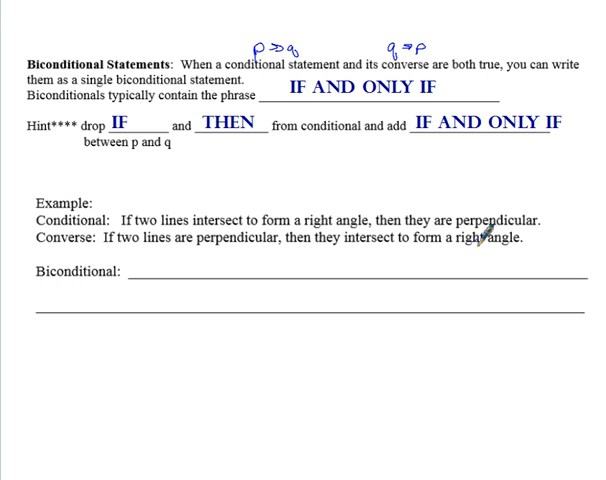 p → q q → p
Biconditional Statements: When a conditional statement and its converse are both true, you can write
them as a single biconditional statement.
Biconditionals typically contain the phrase IF AND ONLY IF
Hint**** drop IF and THEN from conditional and add IF AND ONLY IF
between p and q
Example:
Conditional: If two lines intersect to form a right angle, then they are perpendicular.
Converse: If two lines are perpendicular, then they intersect to form a right angle.
Biconditional: